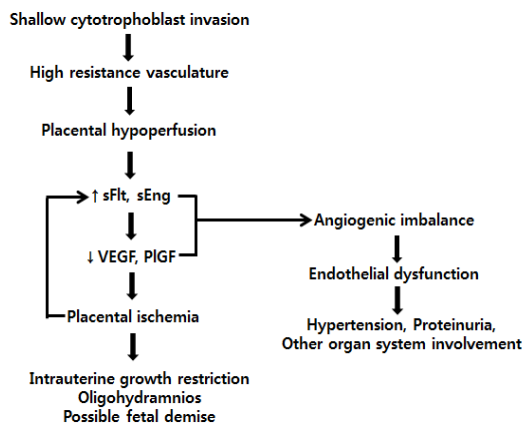 Shallow cytotrophoblast invasion
High resistance vasculature
Placental hypoperfusion
↑ sFlt, sEng
↓ VEGF, PlGF
Placental ischemia
Intrauterine growth restriction
Oligohydramnios
Possible fetal demise
Angiogenic imbalance
Endothelial dysfunction
Hypertension, Proteinuria,
Other organ system involvement